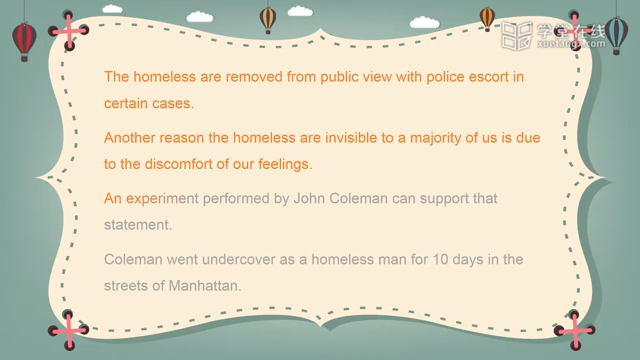 学堂在线
xuetangx.com
The homeless are removed from public view with police escort in
certain cases.
Another reason the homeless are invisible to a majority of us is due
to the discomfort of our feelings.
An experiment performed by John Coleman can support that
statement.
Coleman went undercover as a homeless man for 10 days in the
streets of Manhattan.